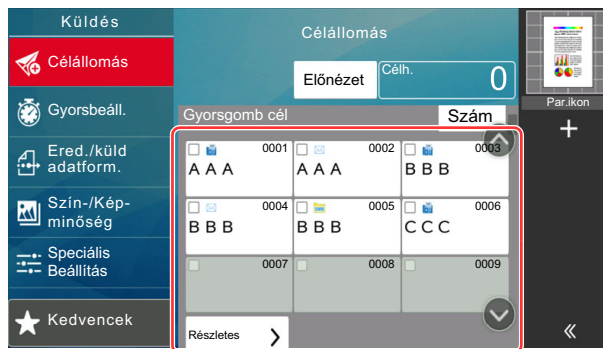 Küldés
Célállomás
Gyorsbeáll.
Ered./küld
adatform.
Szín-/Kép-
minőség
Speciális
Beállítás
Kedvencek
Célállomás
Előnézet
Célh.
0
Gyorsgomb cél
Szám
0001
A A A
0002
A A A
0003
B B B
0004
B B B
0005
B B B
0006
C C C
0007
0008
0009
Részletes
Par.ikon